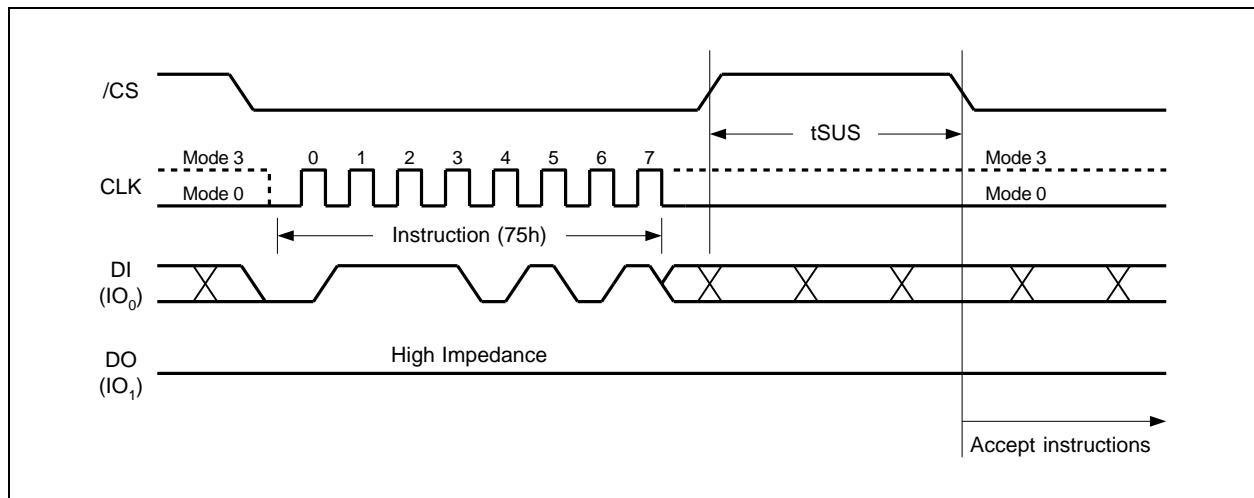 /CS
tSUS
Mode 3 0 1 2 3 4 5 6 7 Mode 3
CLK
Mode 0 Mode 0
Instruction (75h)
DI
(IO0)
High Impedance
DO
(IO1)
Accept instructions